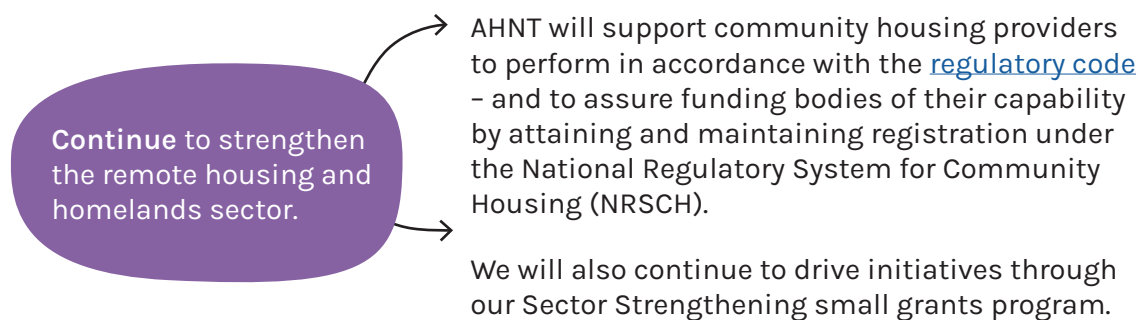 Continue to strengthen
the remote housing and
homelands sector.
AHNT will support community housing providers
to perform in accordance with the regulatory code
– and to assure funding bodies of their capability
by attaining and maintaining registration under
the National Regulatory System for Community
Housing (NRSCH).
We will also continue to drive initiatives through
our Sector Strengthening small grants program.